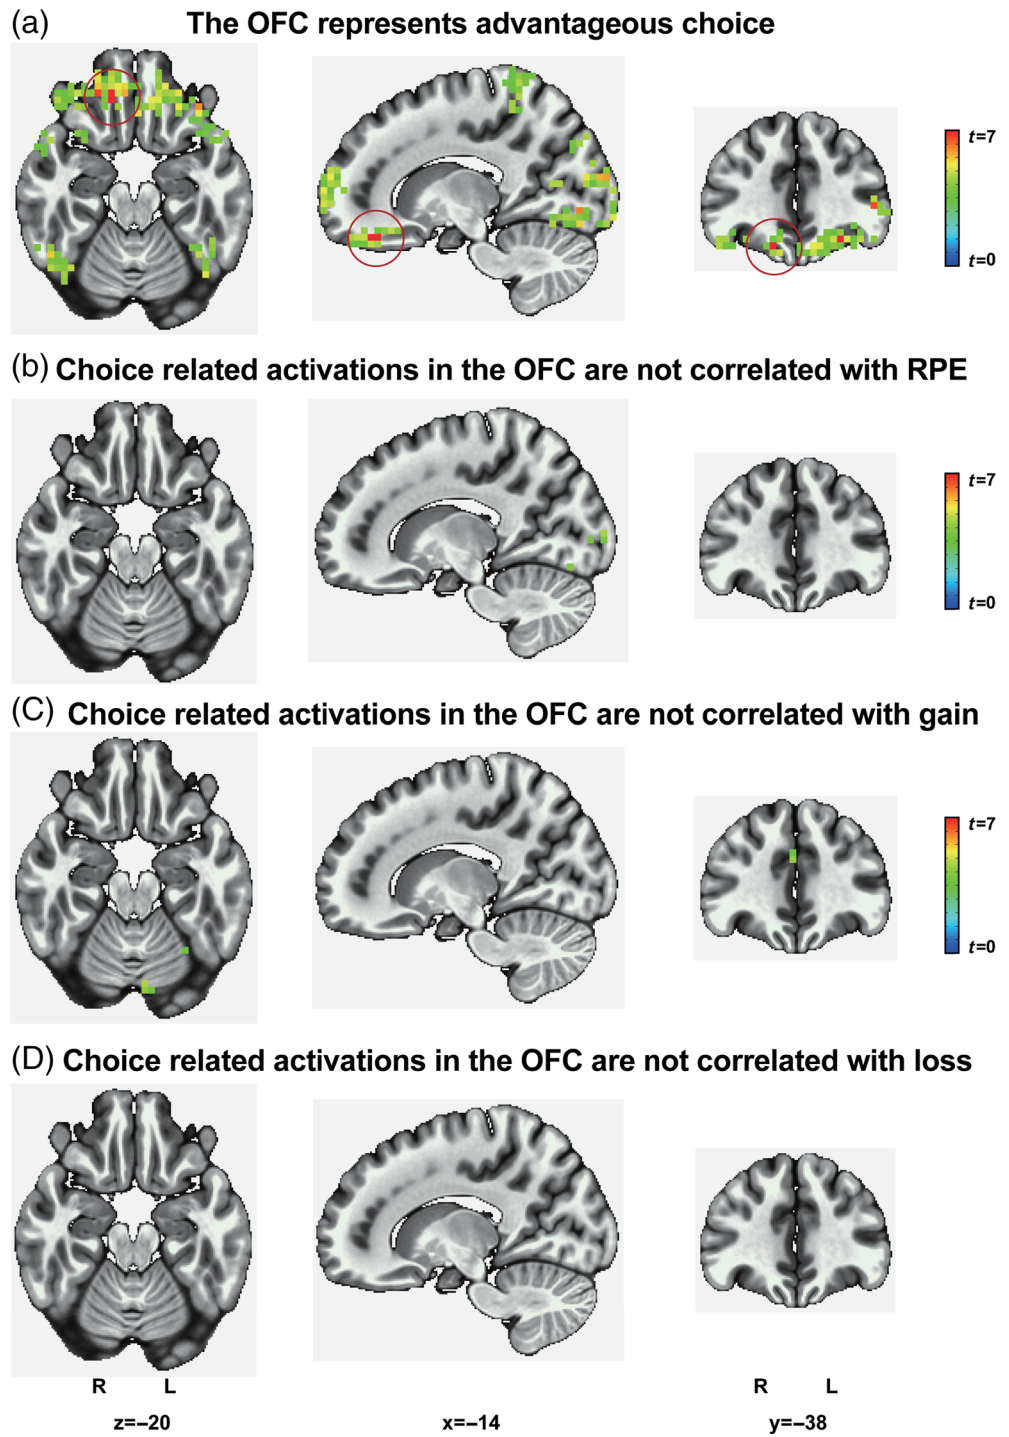 (a) The OFC represents advantageous choice
t=7
t=0
(b) Choice related activations in the OFC are not correlated with RPE
t=7
t=0
(C) Choice related activations in the OFC are not correlated with gain
t=7
t=0
(D) Choice related activations in the OFC are not correlated with loss
R L R L
z=–20 x=–14 y=–38